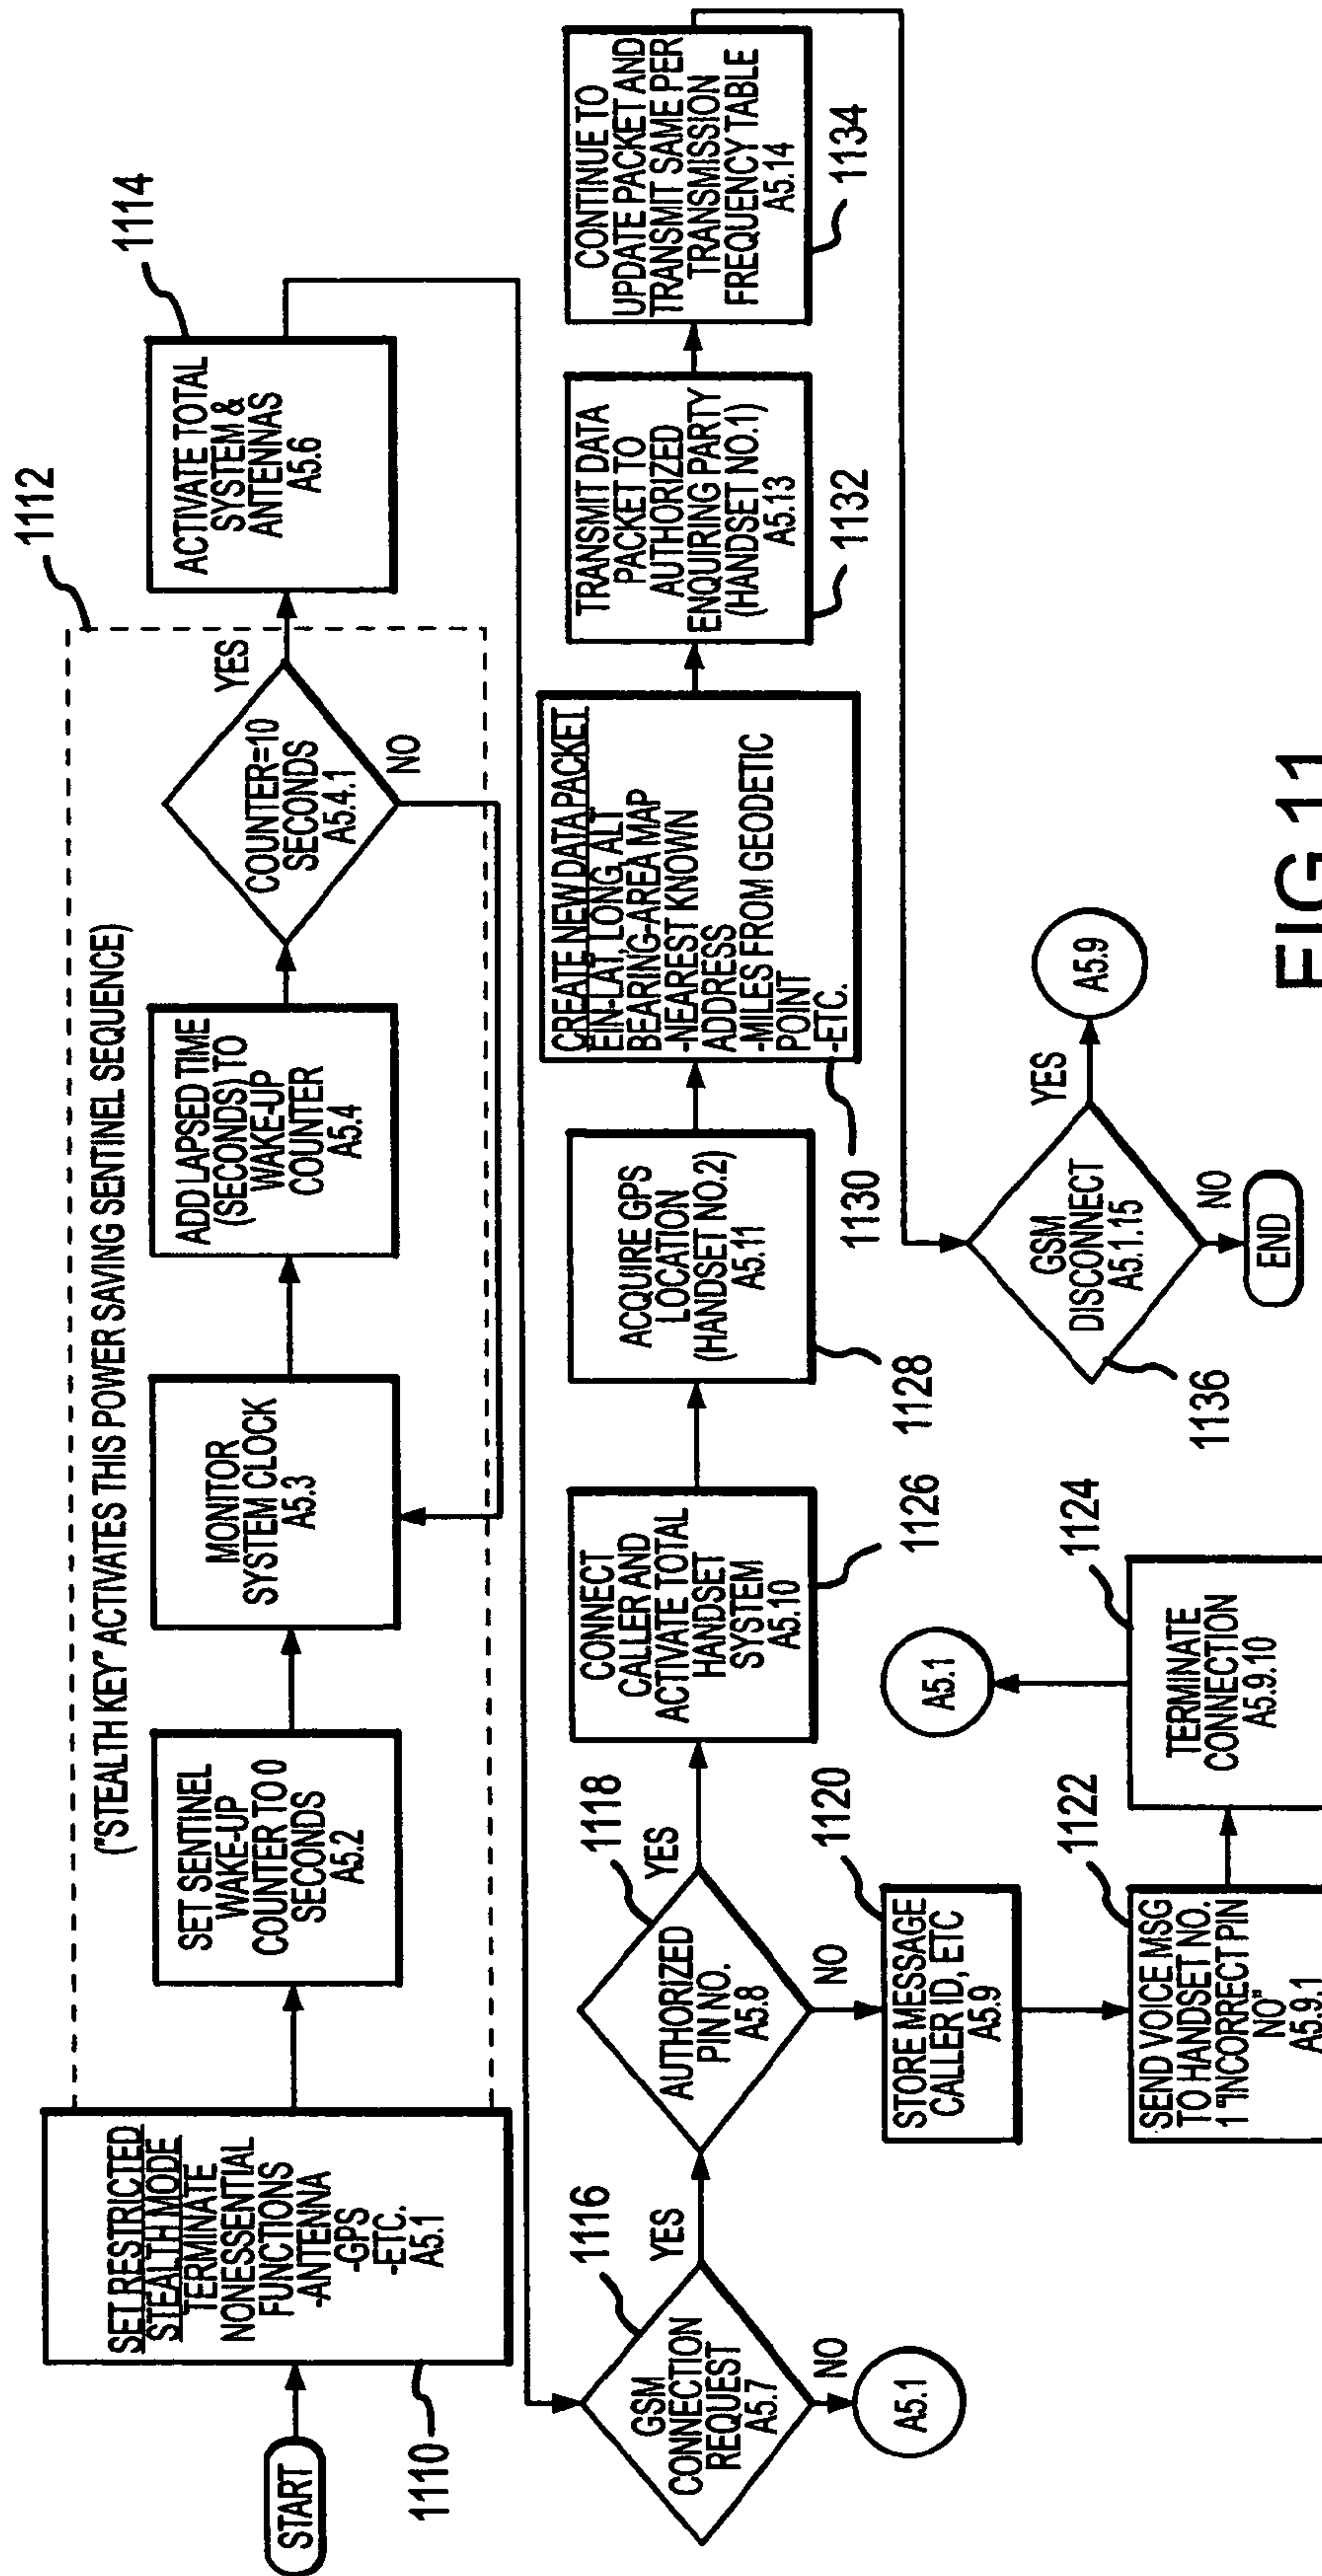 ("STEALTH KEY" ACTIVATES THIS POWER SAVING SENTINEL SEQUENCE)
1112
1114
START
1110
SET RESTRICTED
STEALTH MODE
TERMINATE
NONESSENTIAL
FUNCTIONS
-ANTENNA
-GPS
-ETC.
A5.1
SET SENTINEL
WAKE-UP
COUNTER TO 0
SECONDS
A5.2
MONITOR
SYSTEM CLOCK
A5.3
ADD LAPSED TIME
(SECONDS) TO
WAKE-UP
COUNTER
A5.4
COUNTER=10
SECONDS
A5.4.1
YES
NO
ACTIVATE TOTAL
SYSTEM &
ANTENNAS
A5.6
1116
GSM
CONNECTION
REQUEST
A5.7
YES
NO
A5.1
1118
AUTHORIZED
PIN NO.
A5.8
YES
NO
CONNECT
CALLER AND
ACTIVATE TOTAL
HANDSET
SYSTEM
A5.10
1126
ACQUIRE GPS
LOCATION
(HANDSET NO.2)
A5.11
1128
CREATE NEW DATA PACKET
EIN-LAT, LONG, ALT
BEARING-AREA MAP
-NEAREST KNOWN
ADDRESS
-MILES FROM GEODETIC
POINT
-ETC.
1130
TRANSMIT DATA
PACKET TO
AUTHORIZED
ENQUIRING PARTY
(HANDSET NO.1)
A5.13
1132
CONTINUE TO
UPDATE PACKET AND
TRANSMIT SAME PER
TRANSMISSION
FREQUENCY TABLE
A5.14
1134
1120
STORE MESSAGE
CALLER ID, ETC
A5.9
1122
SEND VOICE MSG
TO HANDSET NO.
1 "INCORRECT PIN
NO"
A5.9.1
1124
TERMINATE
CONNECTION
A5.9.10
A5.1
GSM
DISCONNECT
A5.1.15
1136
YES
A5.9
NO
END
FIG.11